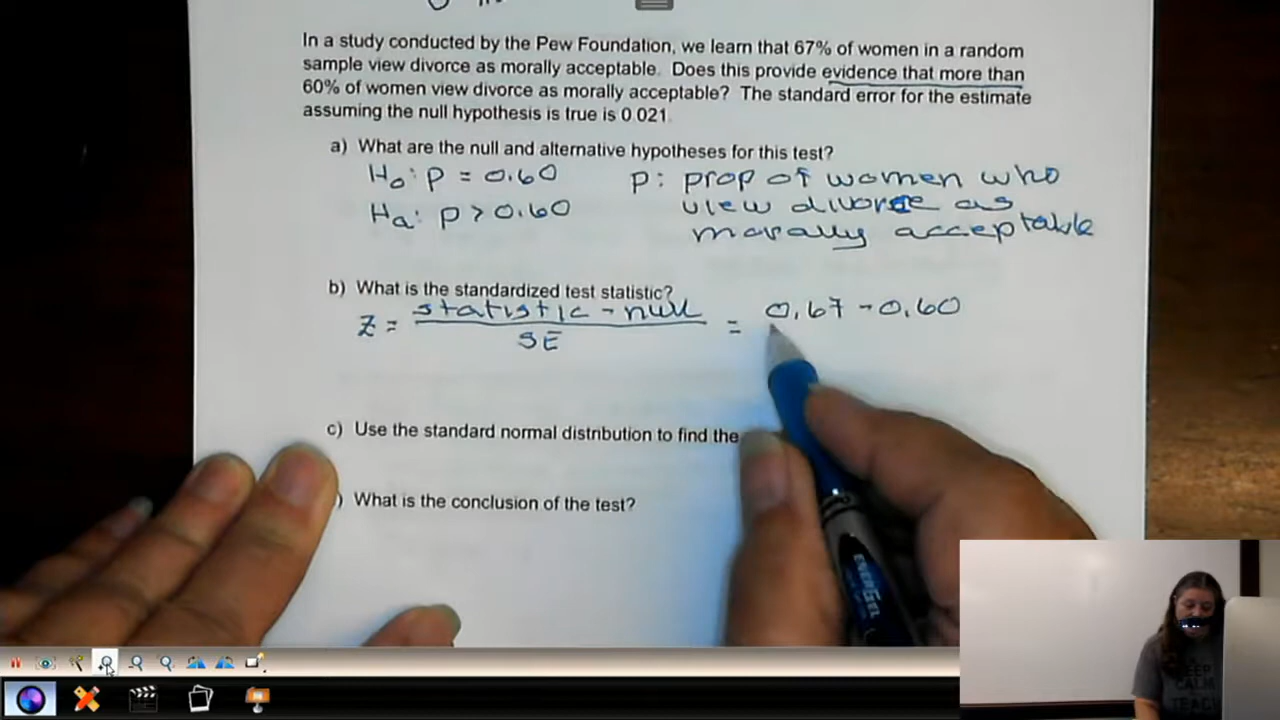 In a study conducted by the Pew Foundation, we learn that 67% of women in a random
sample view divorce as morally acceptable. Does this provide evidence that more than
60% of women view divorce as morally acceptable? The standard error for the estimate
assuming the null hypothesis is true is 0.021.
a) What are the null and alternative hypotheses for this test?
H₀: p = 0.60
Hₐ: p > 0.60
p: prop of women who
view divorce as
morally acceptable
b) What is the standardized test statistic?
z = statistic - null
SE
= 0.67 - 0.60
c) Use the standard normal distribution to find the
) What is the conclusion of the test?
ENERGEL
KEEP
CALM
TEACH